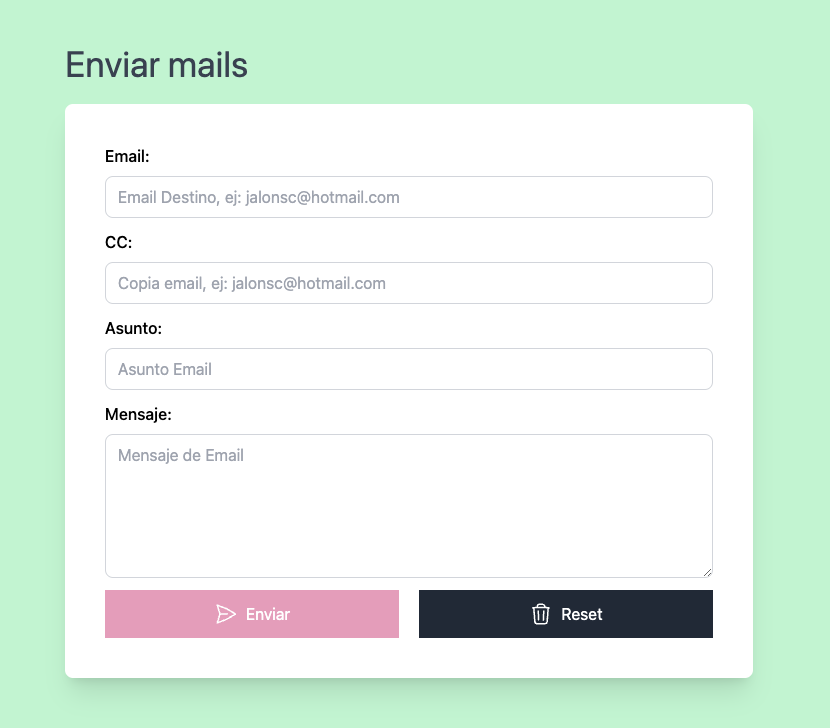 Enviar mails
Email:
Email Destino, ej: jalonsc@hotmail.com
CC:
Copia email, ej: jalonsc@hotmail.com
Asunto:
Asunto Email
Mensaje:
Mensaje de Email
Enviar
Reset